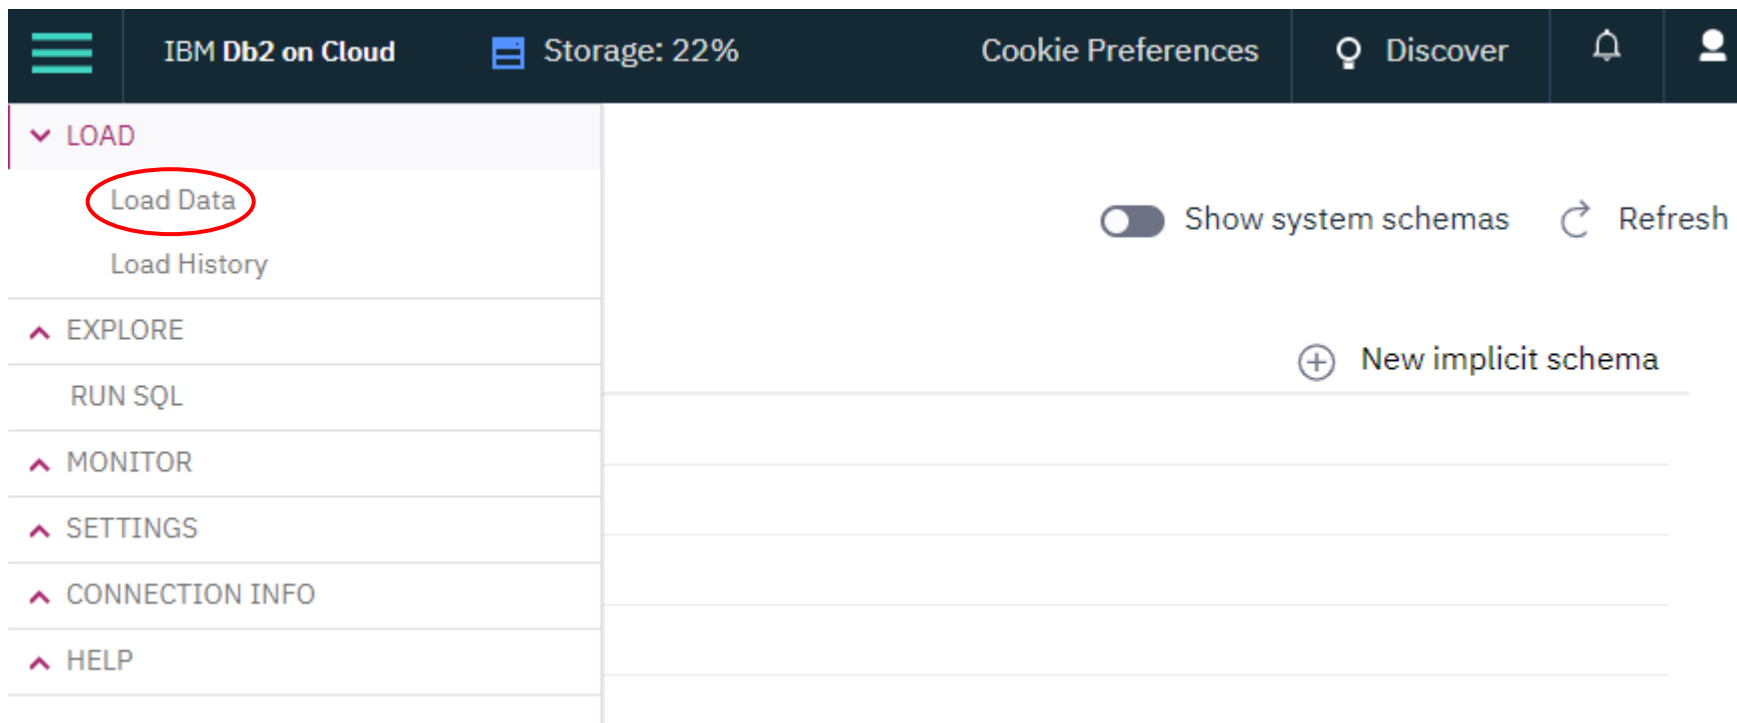 IBM Db2 on Cloud Storage: 22% Cookie Preferences Discover
LOAD
Load Data
Load History
EXPLORE
RUN SQL
MONITOR
SETTINGS
CONNECTION INFO
HELP
Show system schemas Refresh
New implicit schema